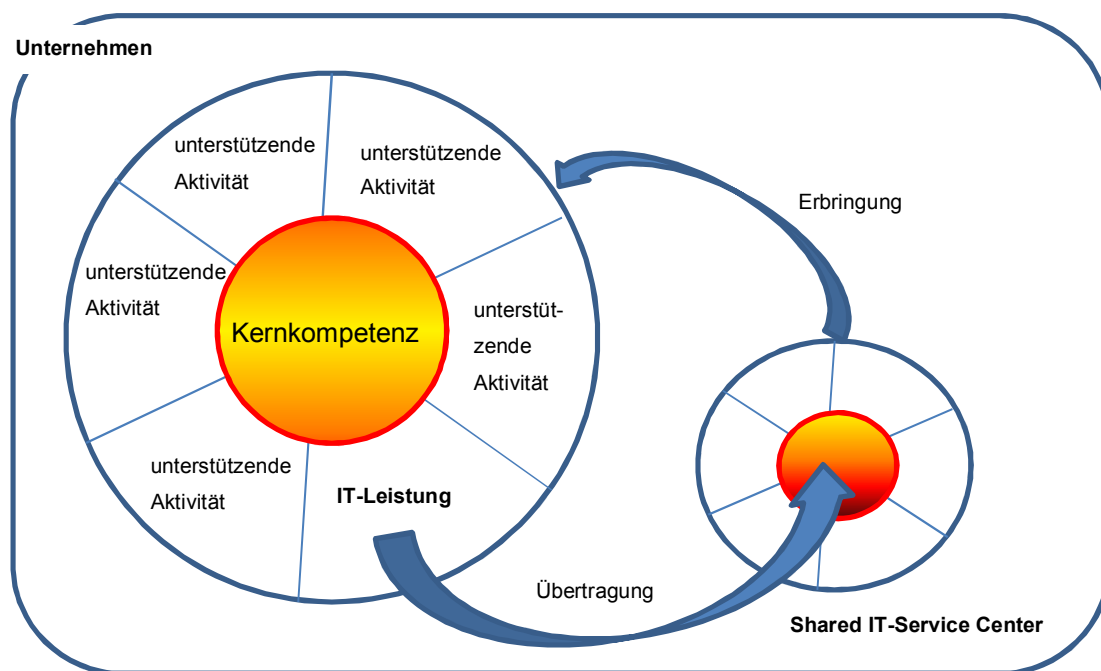 Unternehmen
unterstützende
Aktivität
unterstützende
Aktivität
Erbringung
unterstützende
Aktivität
Kernkompetenz
unterstüt-
zende
Aktivität
unterstützende
Aktivität
IT-Leistung
Übertragung
Shared IT-Service Center